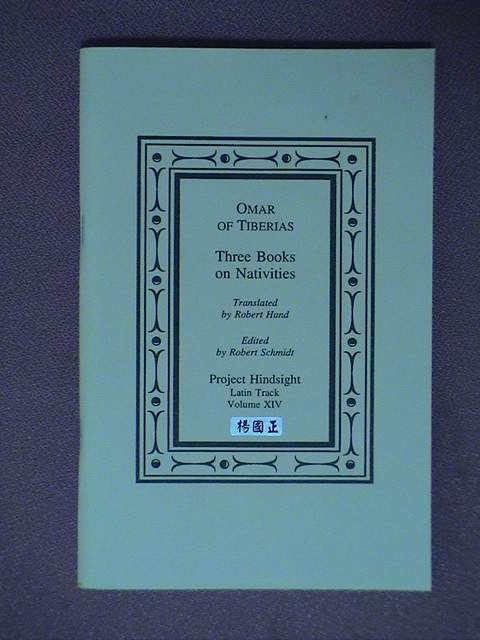 OMAR
OF TIBERIAS
Three Books
on Nativities
Translated
by Robert Hand
Edited
by Robert Schmidt
Project Hindsight
Latin Track
Volume XIV
楊國正